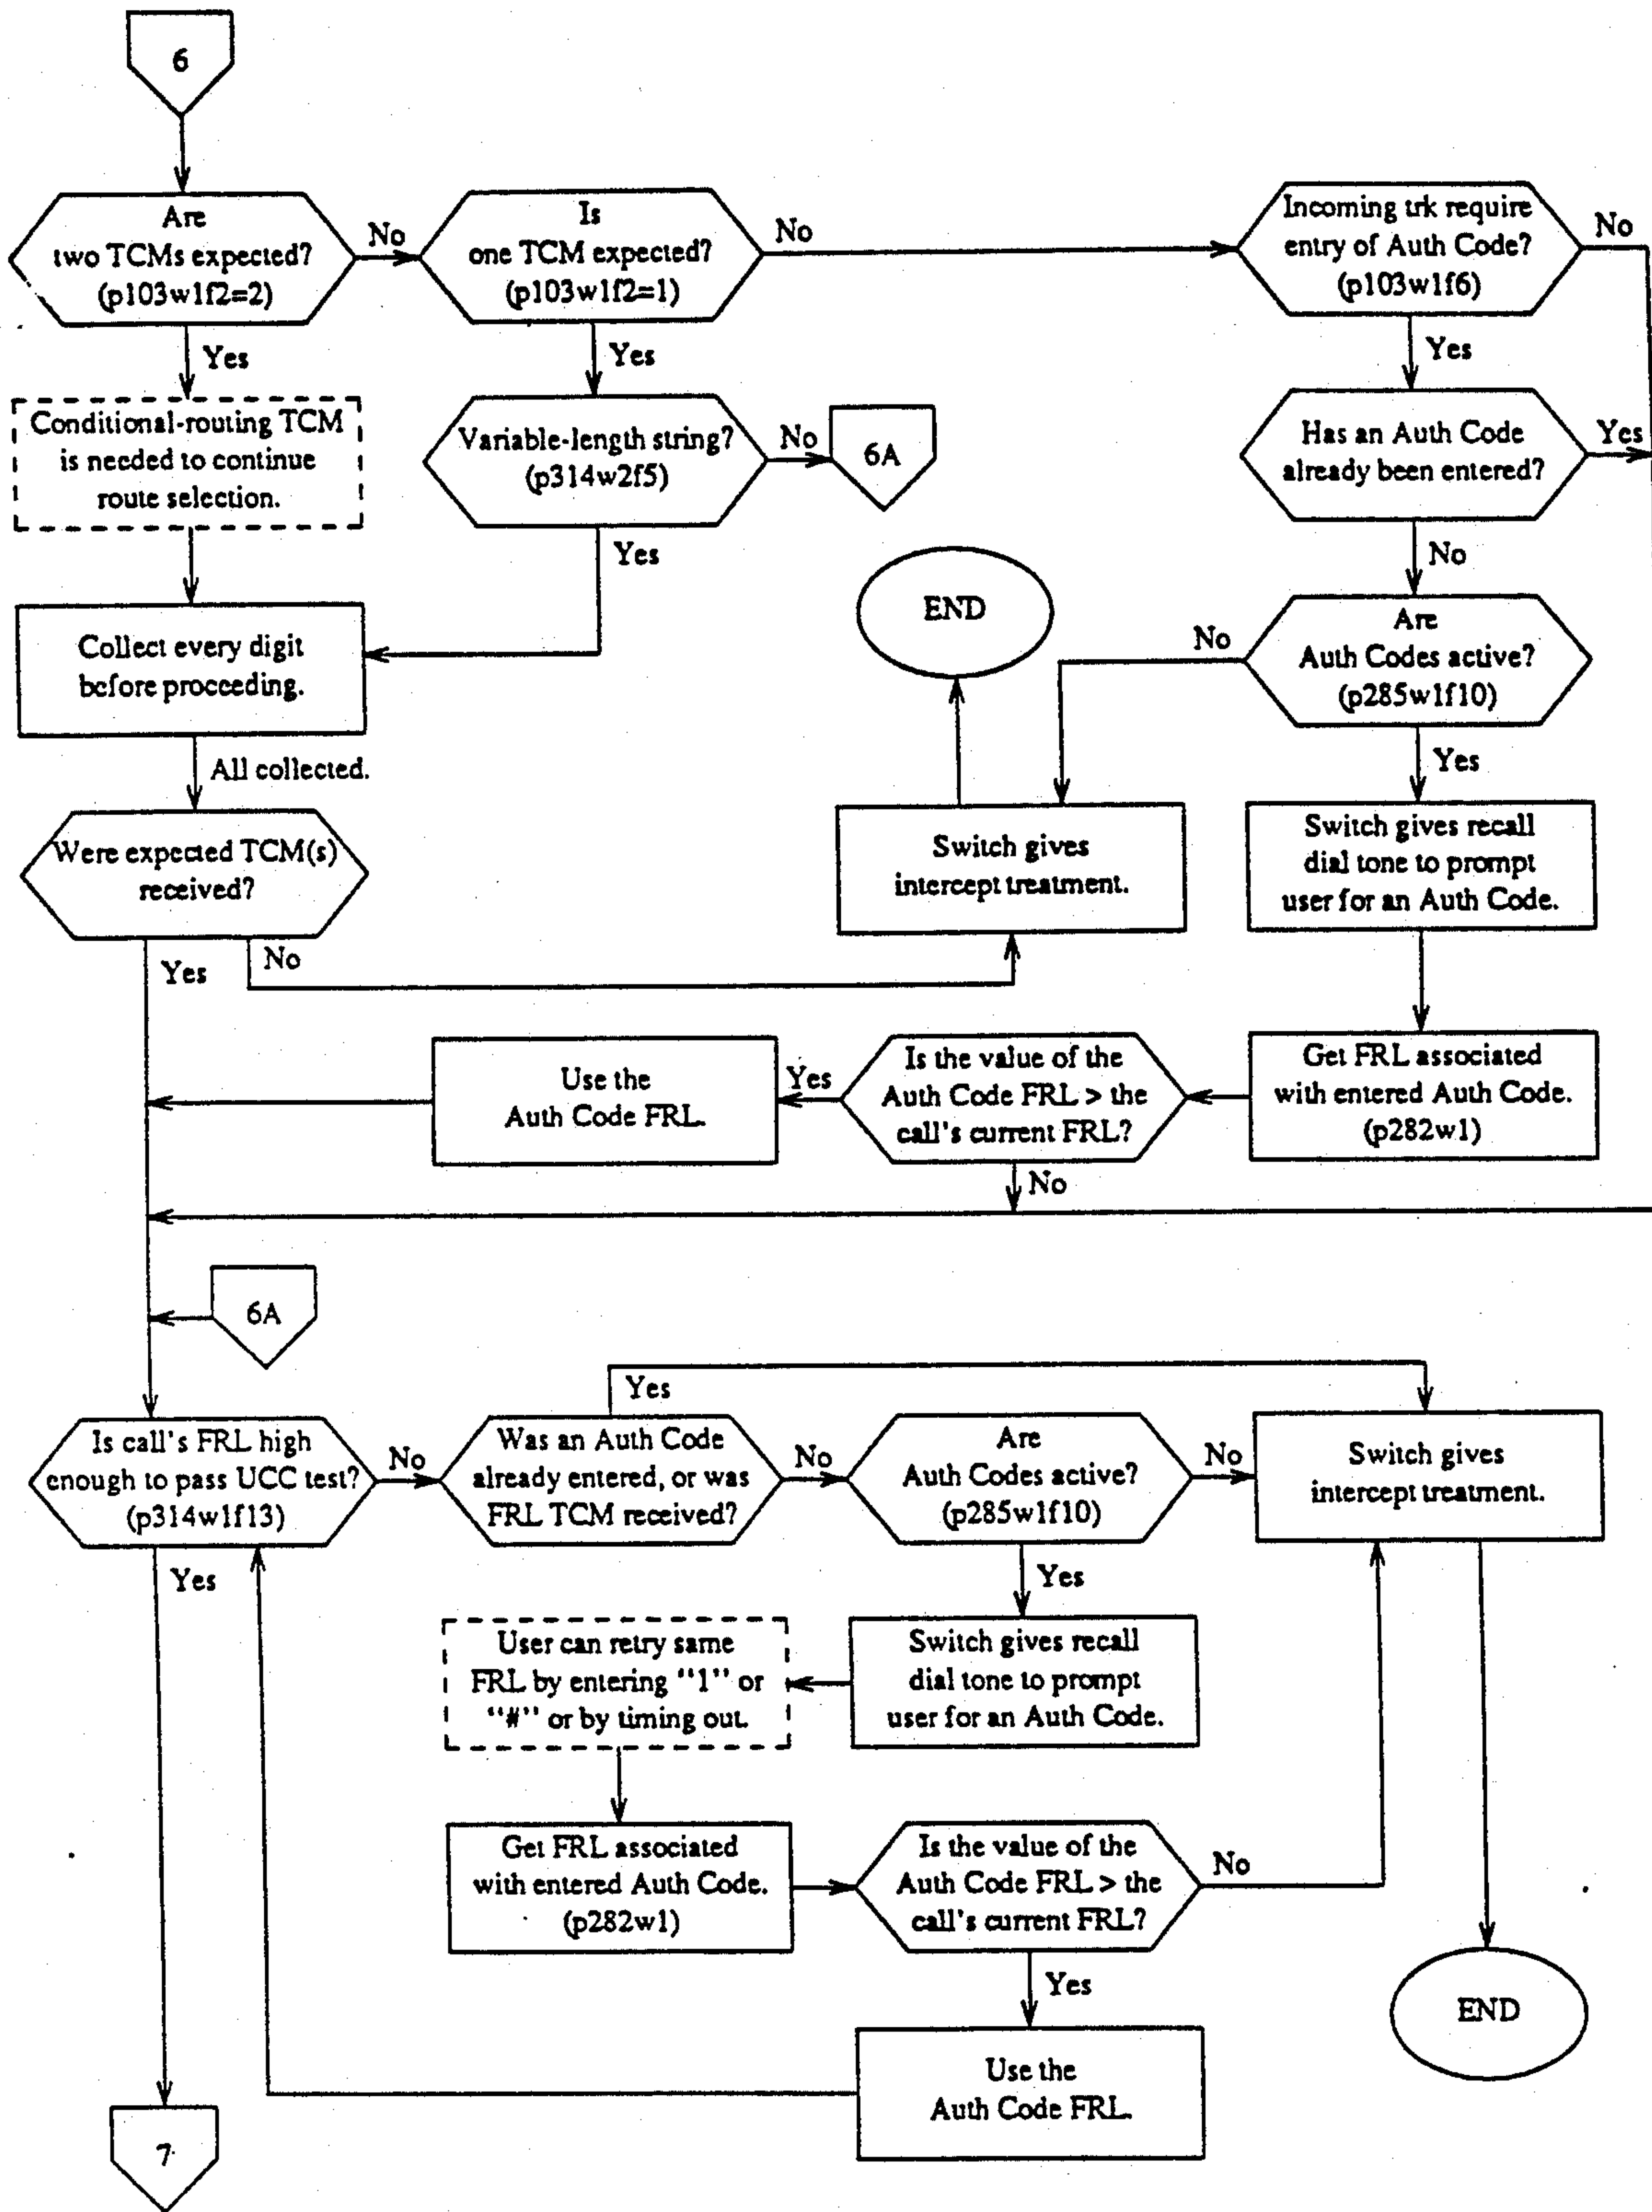 6
Are
two TCMs expected?
(p103w1f2=2)
No
Is
one TCM expected?
(p103w1f2=1)
No
Incoming trk require
entry of Auth Code?
(p103w1f6)
No
Yes
Yes
Yes
Conditional-routing TCM
is needed to continue
route selection.
Variable-length string?
(p314w2f5)
No
6A
Has an Auth Code
already been entered?
Yes
Yes
No
Collect every digit
before proceeding.
END
No
Are
Auth Codes active?
(p285w1f10)
All collected.
Yes
Were expected TCM(s)
received?
Switch gives
intercept treatment.
Switch gives recall
dial tone to prompt
user for an Auth Code.
Yes
No
Use the
Auth Code FRL.
Yes
Is the value of the
Auth Code FRL > the
call's current FRL?
Get FRL associated
with entered Auth Code.
(p282w1)
No
6A
Yes
Is call's FRL high
enough to pass UCC test?
(p314w1f13)
No
Was an Auth Code
already entered, or was
FRL TCM received?
No
Are
Auth Codes active?
(p285w1f10)
No
Switch gives
intercept treatment.
Yes
Yes
User can retry same
FRL by entering "1" or
"#" or by timing out.
Switch gives recall
dial tone to prompt
user for an Auth Code.
Get FRL associated
with entered Auth Code.
(p282w1)
Is the value of the
Auth Code FRL > the
call's current FRL?
No
Yes
END
Use the
Auth Code FRL.
7